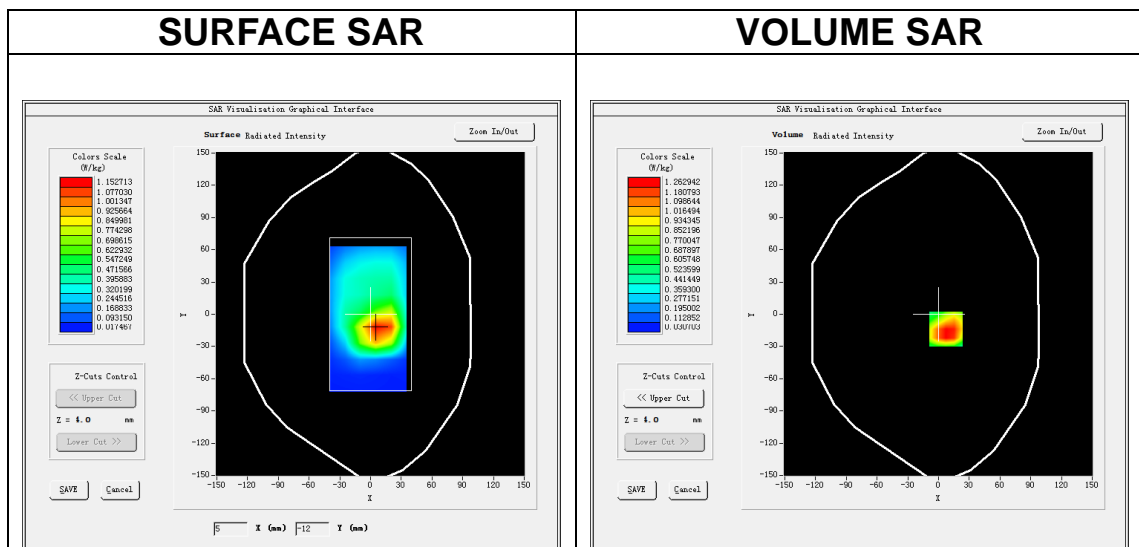 SURFACE SAR
VOLUME SAR
SAR Visualisation Graphical Interface
Surface Radiated Intensity
Zoom In/Out
Colors Scale
(W/kg)
1.152713
1.077030
1.001347
0.925664
0.849981
0.774298
0.698615
0.622932
0.547249
0.471566
0.395883
0.320199
0.244516
0.168833
0.093150
0.017467
150
120
90
60
30
0
-30
-60
-90
-120
-150
Y
-150 -120 -90 -60 -30 0 30 60 90 120 150
X
Z-Cuts Control
<< Upper Cut
Z = 4.0 mm
Lower Cut >>
SAVE Cancel
5 X (mm) -12 Y (mm)
SAR Visualisation Graphical Interface
Volume Radiated Intensity
Zoom In/Out
Colors Scale
(W/kg)
1.262942
1.180793
1.098644
1.016494
0.934345
0.852196
0.770047
0.687897
0.605748
0.523599
0.441449
0.359300
0.277151
0.195002
0.112852
0.030703
150
120
90
60
30
0
-30
-60
-90
-120
-150
Y
-150 -120 -90 -60 -30 0 30 60 90 120 150
X
Z-Cuts Control
<< Upper Cut
Z = 4.0 mm
Lower Cut >>
SAVE Cancel